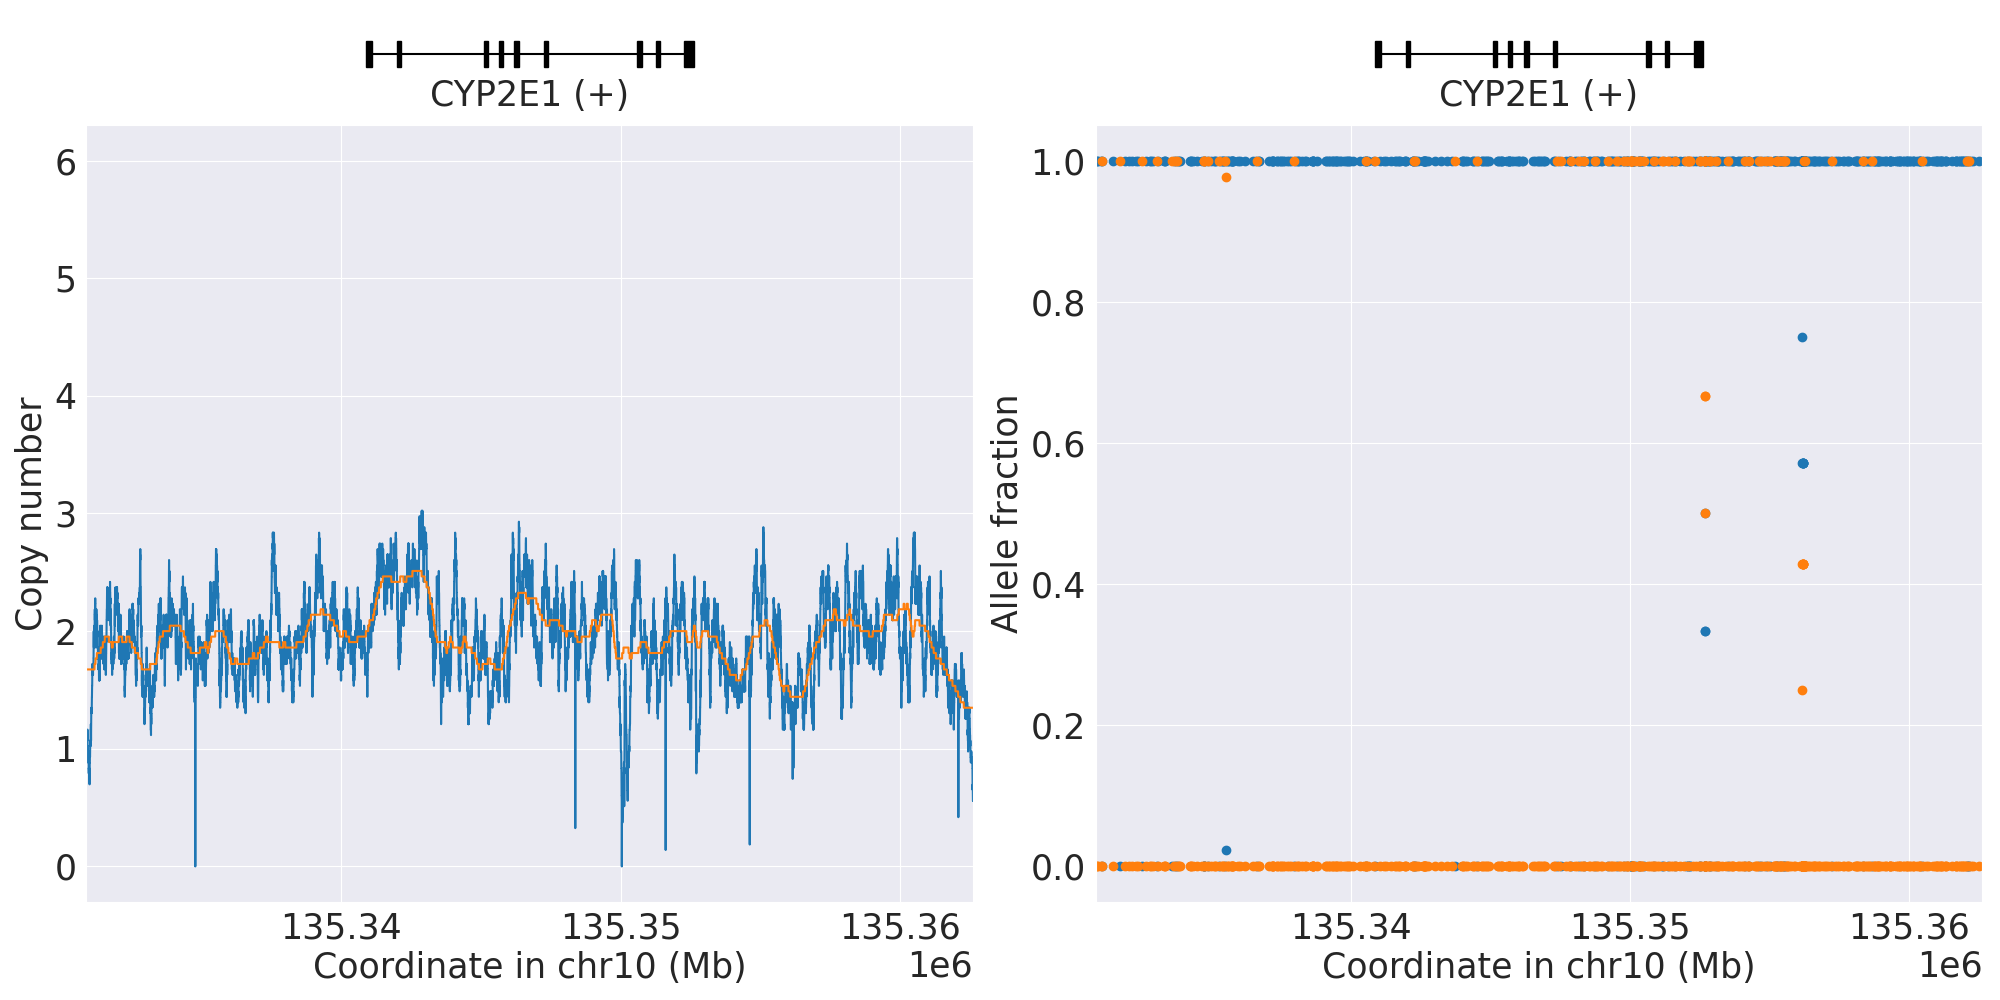 CYP2E1 (+)
6
5
4
3
2
1
0
Copy number
135.34
135.35
135.36
Coordinate in chr10 (Mb)
1e6
CYP2E1 (+)
1.0
0.8
0.6
0.4
0.2
0.0
Allele fraction
135.34
135.35
135.36
Coordinate in chr10 (Mb)
1e6